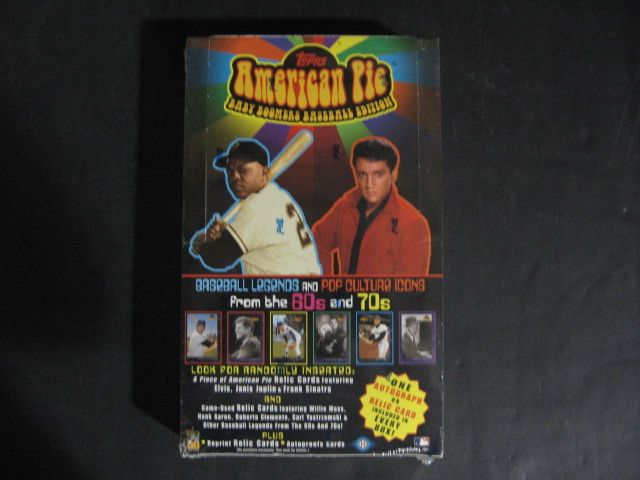 Topps
American Pie
BABY BOOMERS BASEBALL EDITION
2
BASEBALL LEGENDS AND POP CULTURE ICONS
from the 60s and 70s
LOOK FOR RANDOMLY INSERTED:
A Piece of American Pie Relic Cards featuring
Elvis, Janis Joplin & Frank Sinatra
AND
Game-Used Relic Cards featuring Willie Mays,
Hank Aaron, Roberto Clemente, Carl Yastrzemski &
Other Baseball Legends From The 60s And 70s!
PLUS
• Reprint Relic Cards • Autograph Cards
ONE
AUTOGRAPH
OR
RELIC CARD
INCLUDED IN
EVERY
BOX!